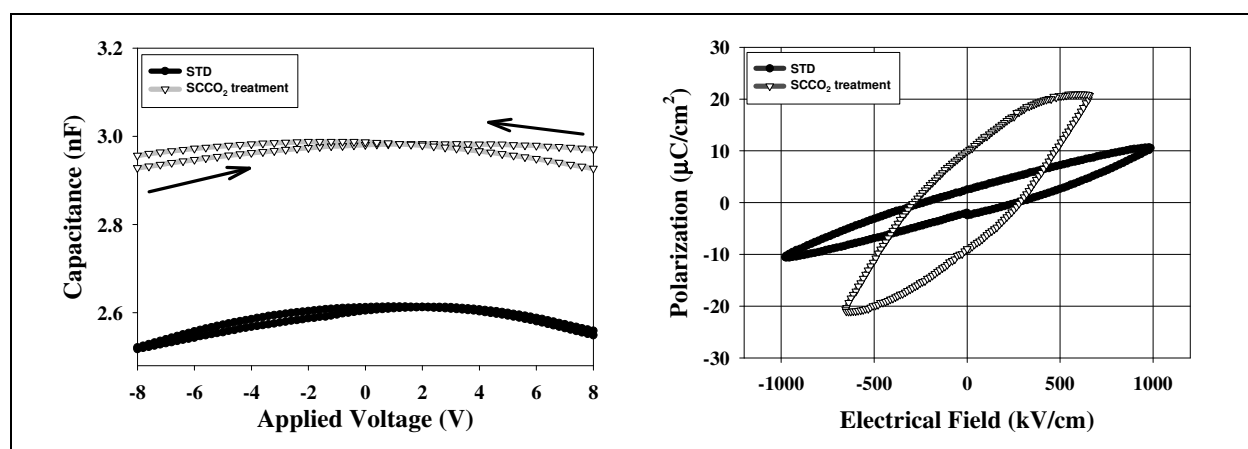 3.2
3.0
2.8
2.6
Capacitance (nF)
STD
SCCO₂ treatment
-8 -6 -4 -2 0 2 4 6 8
Applied Voltage (V)
30
20
10
0
-10
-20
-30
Polarization (µC/cm²)
STD
SCCO₂ treatment
-1000 -500 0 500 1000
Electrical Field (kV/cm)